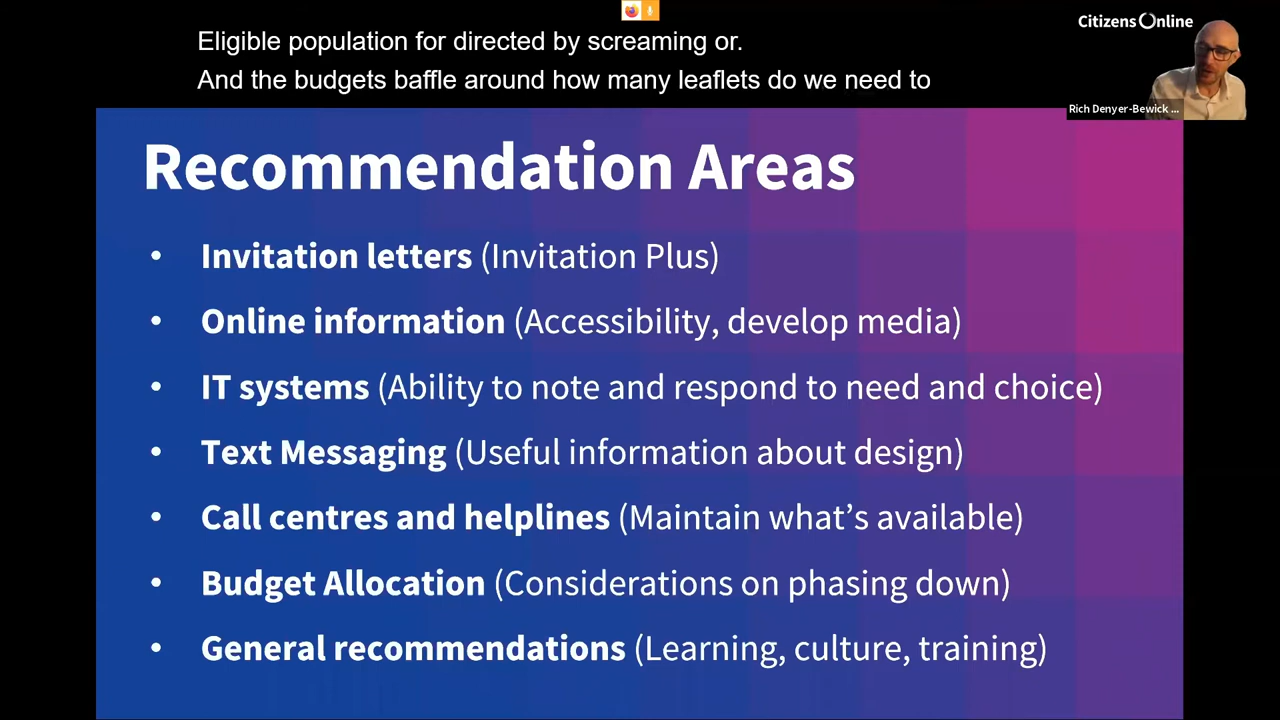 Eligible population for directed by screaming or.
And the budgets baffle around how many leaflets do we need to
Citizens Online
Rich Denyer-Bewick ...
Recommendation Areas
• Invitation letters (Invitation Plus)
• Online information (Accessibility, develop media)
• IT systems (Ability to note and respond to need and choice)
• Text Messaging (Useful information about design)
• Call centres and helplines (Maintain what’s available)
• Budget Allocation (Considerations on phasing down)
• General recommendations (Learning, culture, training)